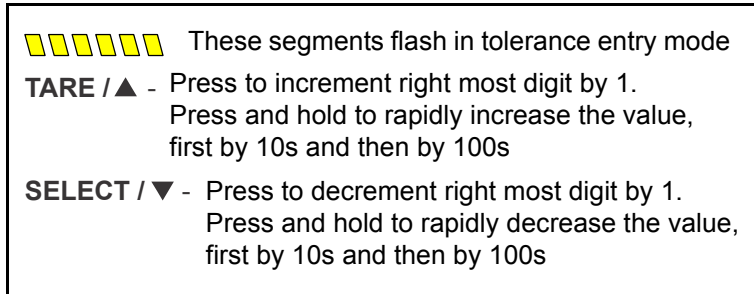 These segments flash in tolerance entry mode
TARE / ▲ - Press to increment right most digit by 1.
Press and hold to rapidly increase the value,
first by 10s and then by 100s
SELECT / ▼ - Press to decrement right most digit by 1.
Press and hold to rapidly decrease the value,
first by 10s and then by 100s